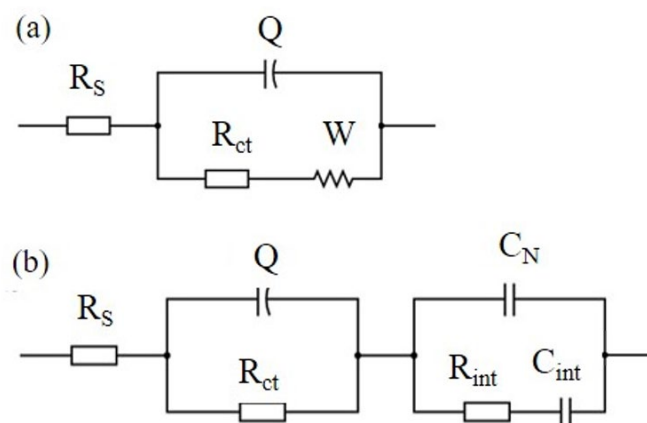 (a)
Q
R_S
R_ct
W
(b)
C_N
Q
R_S
R_int
C_int
R_ct